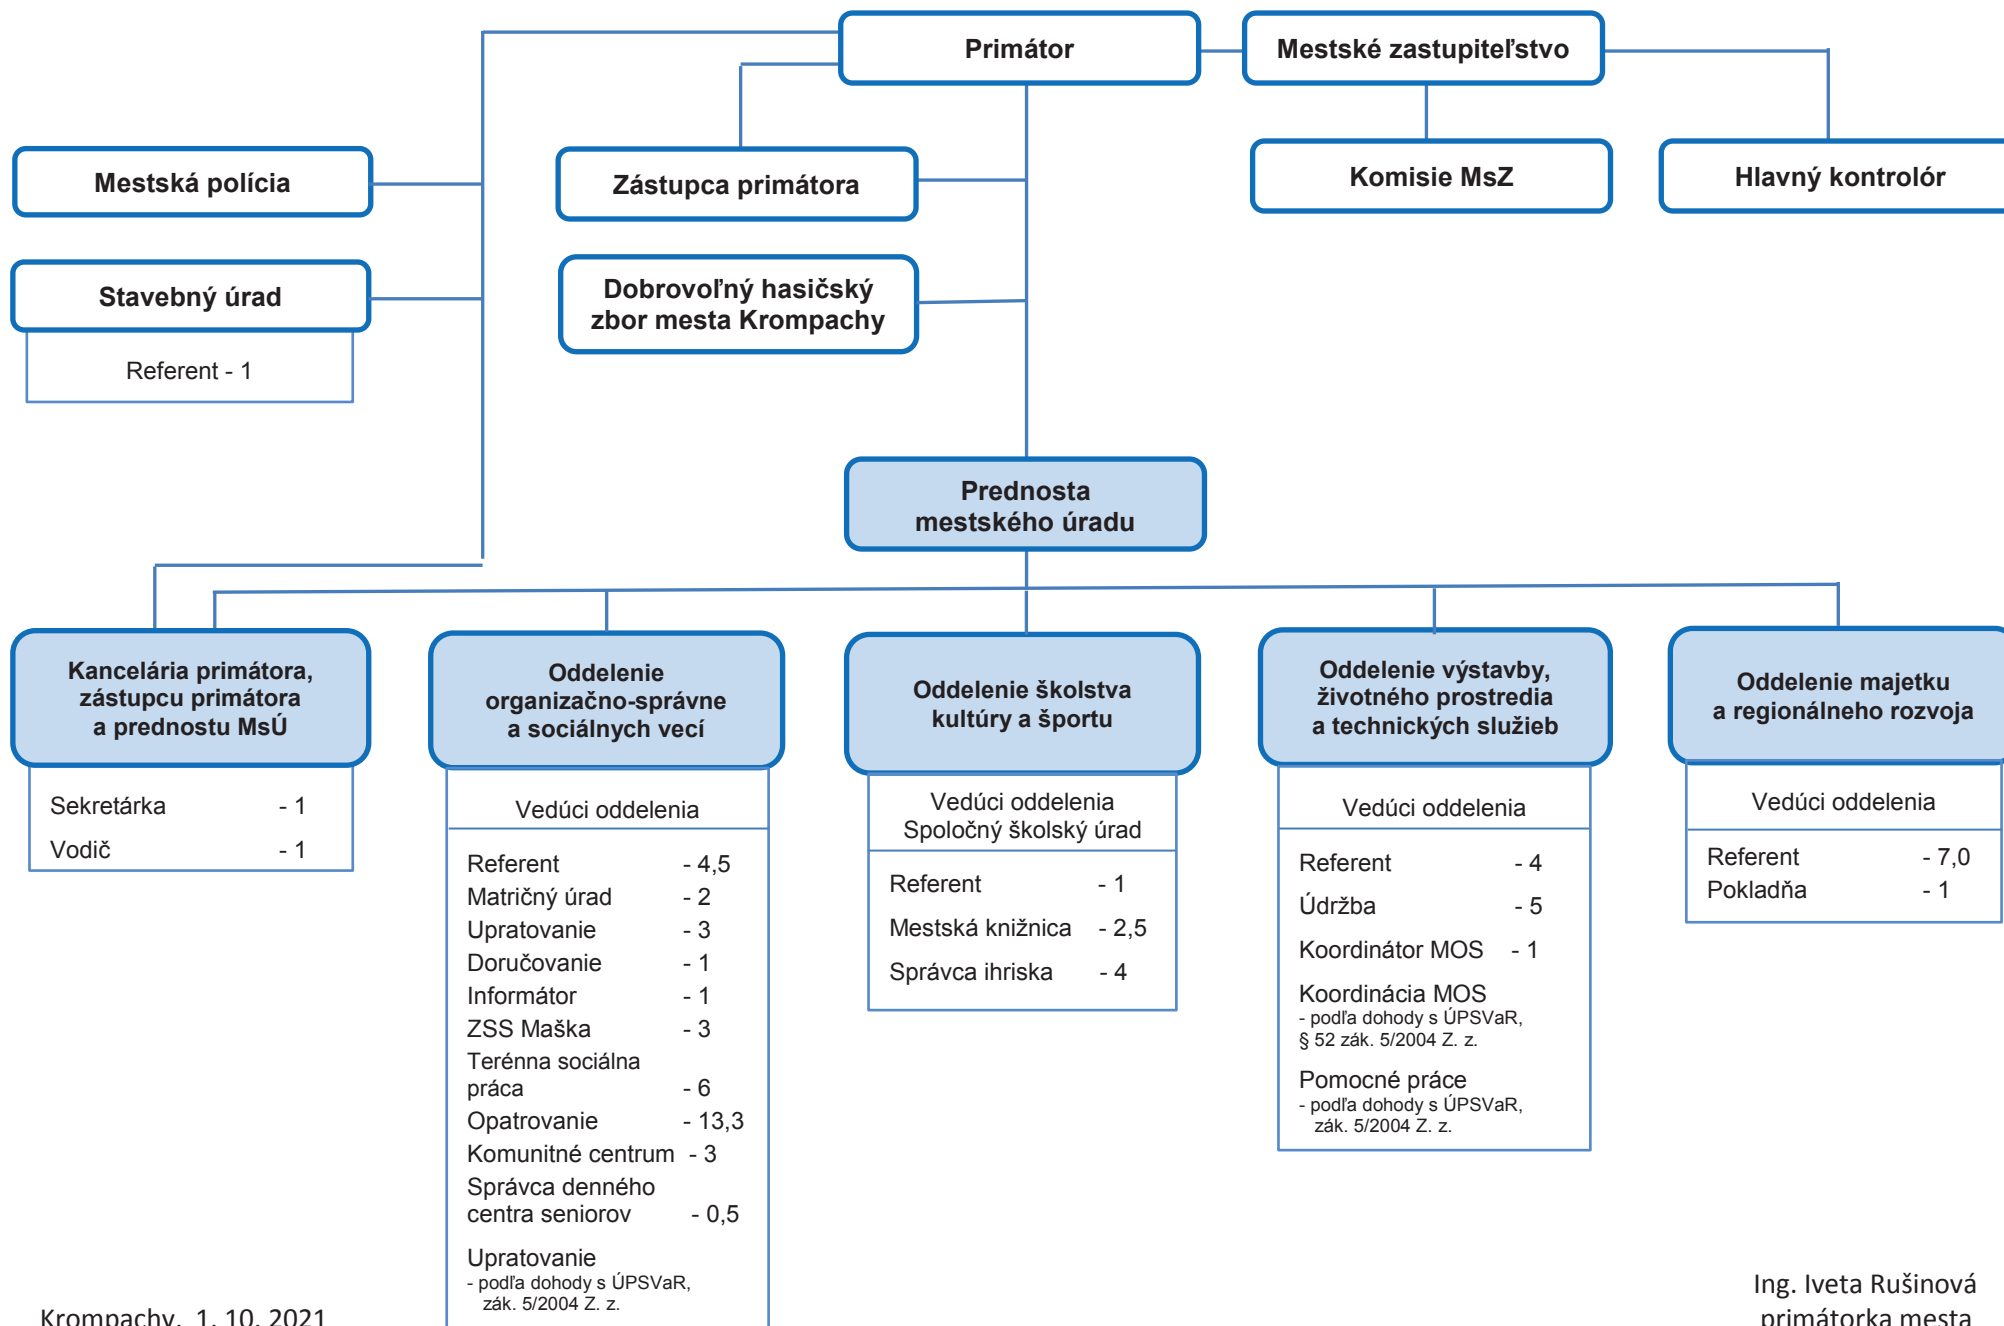 Primátor
Mestské zastupiteľstvo
Mestská polícia
Zástupca primátora
Komisie MsZ
Hlavný kontrolór
Stavebný úrad
Referent - 1
Dobrovoľný hasičský
zbor mesta Krompachy
Prednosta
mestského úradu
Kancelária primátora,
zástupcu primátora
a prednostu MsÚ
Sekretárka - 1
Vodič - 1
Oddelenie
organizačno-správne
a sociálnych vecí
Vedúci oddelenia
Referent - 4,5
Matričný úrad - 2
Upratovanie - 3
Doručovanie - 1
Informátor - 1
ZSS Maška - 3
Terénna sociálna
práca - 6
Opatrovanie - 13,3
Komunitné centrum - 3
Správca denného
centra seniorov - 0,5
Upratovanie
- podľa dohody s ÚPSVaR,
zák. 5/2004 Z. z.
Oddelenie školstva
kultúry a športu
Vedúci oddelenia
Spoločný školský úrad
Referent - 1
Mestská knižnica - 2,5
Správca ihriska - 4
Oddelenie výstavby,
životného prostredia
a technických služieb
Vedúci oddelenia
Referent - 4
Údržba - 5
Koordinátor MOS - 1
Koordinácia MOS
- podľa dohody s ÚPSVaR,
§ 52 zák. 5/2004 Z. z.
Pomocné práce
- podľa dohody s ÚPSVaR,
zák. 5/2004 Z. z.
Oddelenie majetku
a regionálneho rozvoja
Vedúci oddelenia
Referent - 7,0
Pokladňa - 1
Krompachy, 1. 10. 2021
Ing. Iveta Rušinová
primátorka mesta